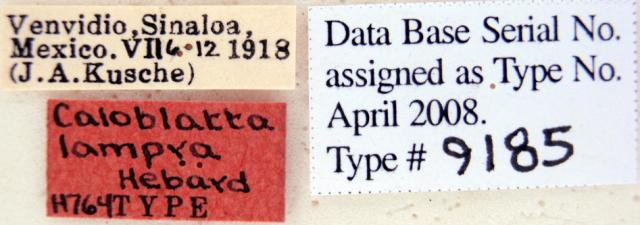 Venvidio, Sinaloa,
Mexico. VII 6·12 1918
(J.A.Kusche)
Caloblatta
lampra
Hebard
H764 TYPE
Data Base Serial No.
assigned as Type No.
April 2008.
Type # 9185